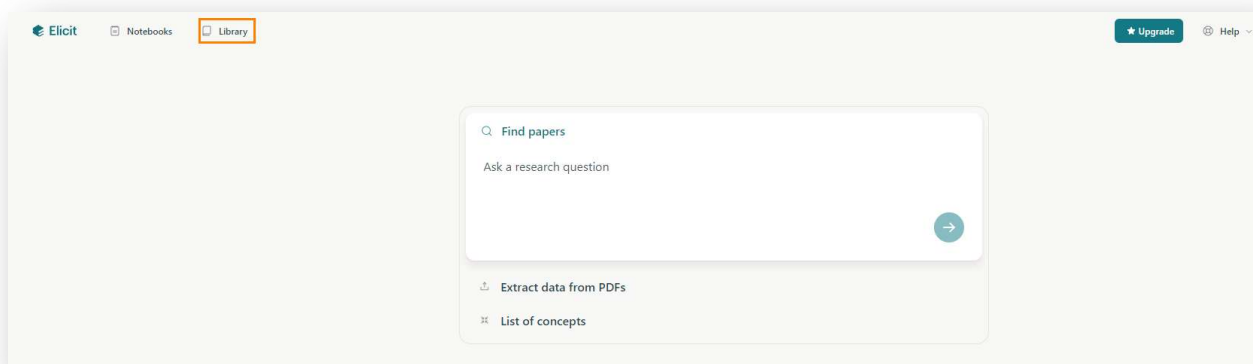 Elicit Notebooks Library Upgrade Help
Find papers
Ask a research question
Extract data from PDFs
List of concepts